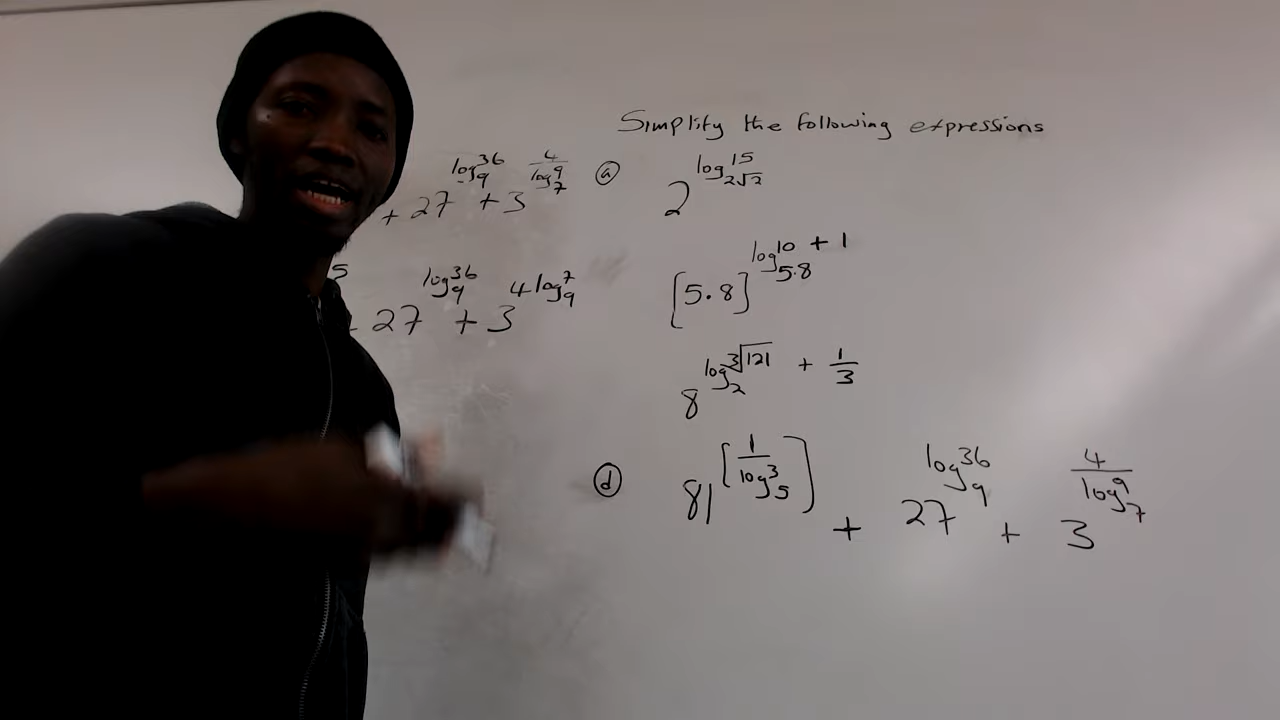 Simplify the following expressions
ⓐ 2^(log_{2√2} 15)
[5.8]^(log_{5.8} 10 + 1)
8^(log_2 ∛121 + 1/3)
ⓓ 81^[1/log_5 3] + 27^(log_9 36) + 3^(4/log_7 9)
+ 27^(log_9 36) + 3^(4/log_7 9)
5
27^(log_9 36) + 3^(4 log_9 7)